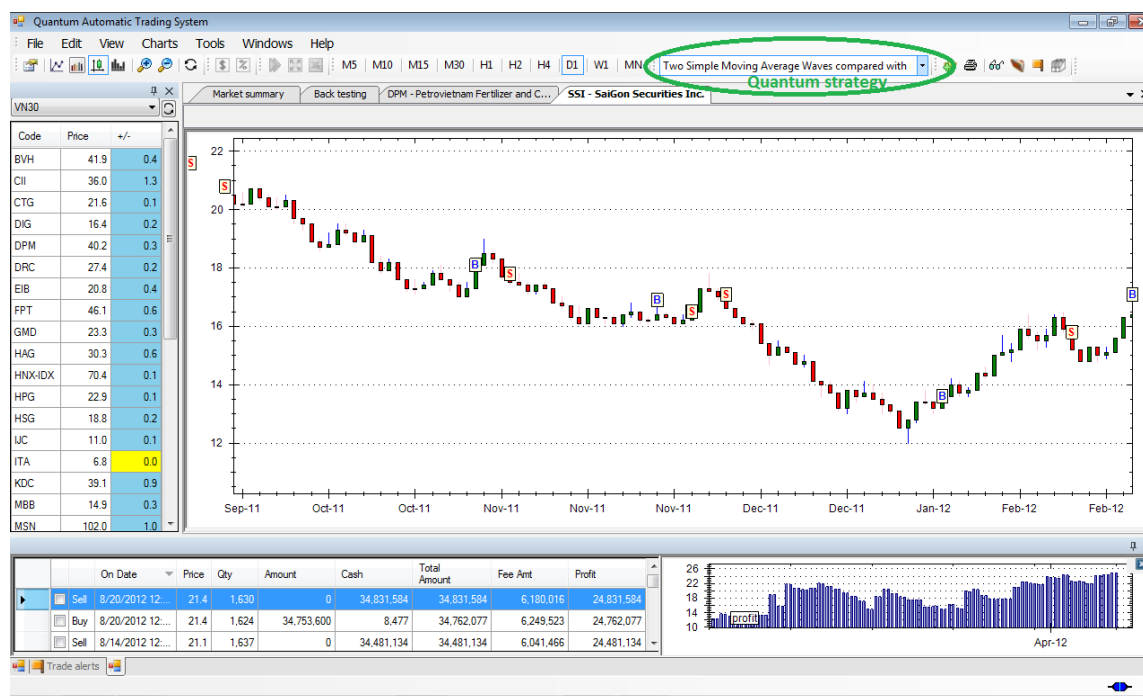 Quantum Automatic Trading System
File Edit View Charts Tools Windows Help
M5 M10 M15 M30 H1 H2 H4 D1 W1 MN Two Simple Moving Average Waves compared with
Quantum strategy
VN30
Market summary Back testing DPM - Petrovietnam Fertilizer and C... SSI - SaiGon Securities Inc.
Code Price +/-
BVH 41.9 0.4
CII 36.0 1.3
CTG 21.6 0.1
DIG 16.4 0.2
DPM 40.2 0.3
DRC 27.4 0.2
EIB 20.8 0.4
FPT 46.1 0.6
GMD 23.3 0.3
HAG 30.3 0.6
HNX-IDX 70.4 0.1
HPG 22.9 0.1
HSG 18.8 0.2
IJC 11.0 0.1
ITA 6.8 0.0
KDC 39.1 0.9
MBB 14.9 0.3
MSN 102.0 1.0
22
S
S
20
18
B S
B
S S
B
16
S
14
B
12
Sep-11 Oct-11 Oct-11 Nov-11 Nov-11 Nov-11 Dec-11 Dec-11 Jan-12 Feb-12 Feb-12
On Date Price Qty Amount Cash Total Amount Fee Amt Profit
Sell 8/20/2012 12:... 21.4 1,630 0 34,831,584 34,831,584 6,180,016 24,831,584
Buy 8/20/2012 12:... 21.4 1,624 34,753,600 8,477 34,762,077 6,249,523 24,762,077
Sell 8/14/2012 12:... 21.1 1,637 0 34,481,134 34,481,134 6,041,466 24,481,134
26
22
18
14
10
profit
Apr-12
Trade alerts